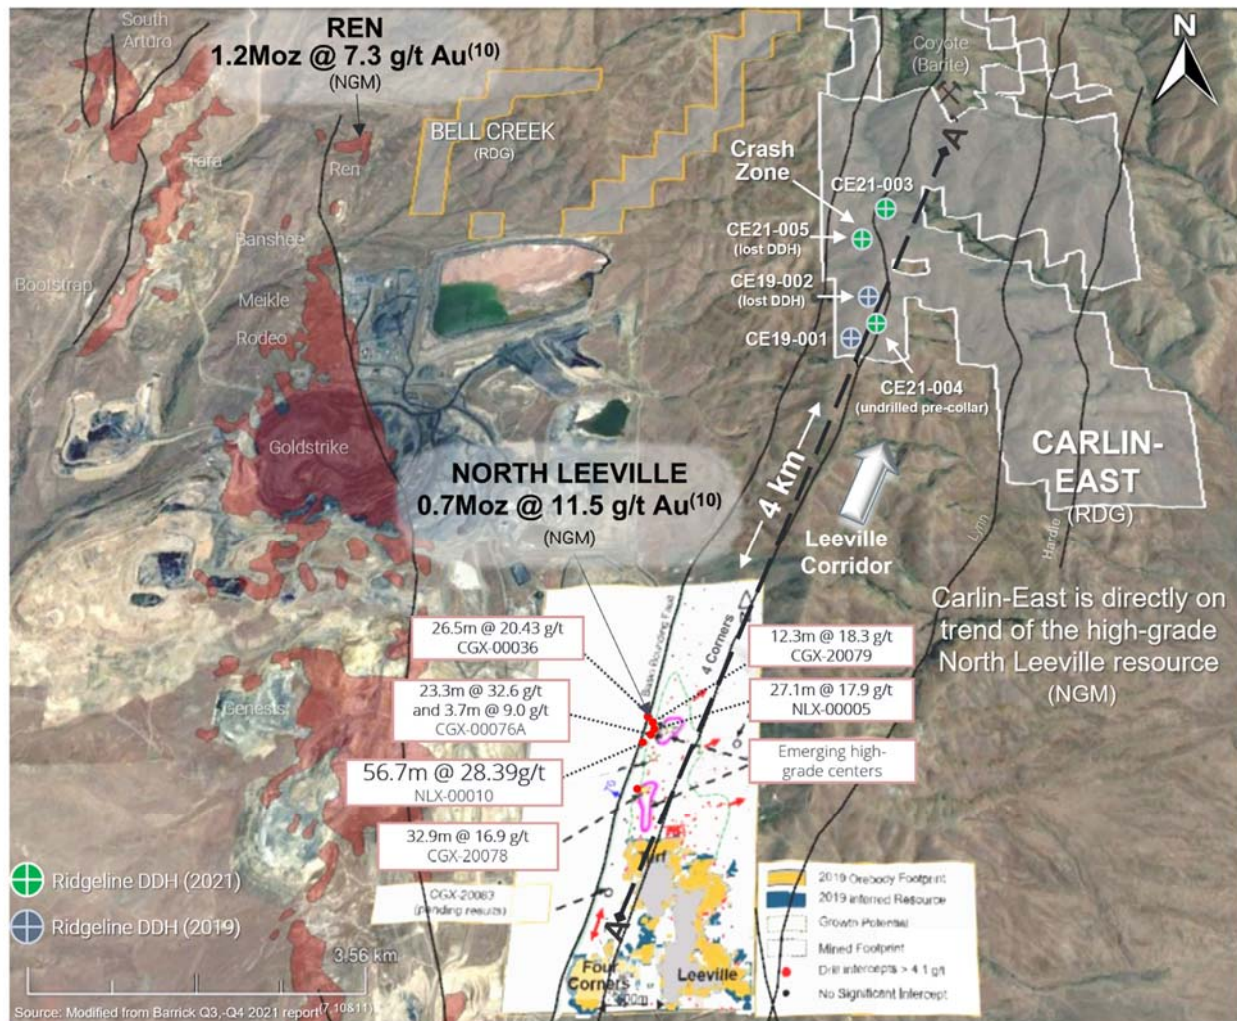 South
Arturo
REN
1.2Moz @ 7.3 g/t Au(10)
(NGM)
N
Coyote
(Barite)
BELL CREEK
(RDG)
Tara
Ren
A
Crash
Zone
CE21-003
CE21-005
(lost DDH)
Banshee
Bootstrap
Meikle
CE19-002
(lost DDH)
Rodeo
CE19-001
CE21-004
(undrilled pre-collar)
Goldstrike
CARLIN-
EAST
(RDG)
NORTH LEEVILLE
0.7Moz @ 11.5 g/t Au(10)
(NGM)
4 km
Leeville
Corridor
Lynn
Hardie
Carlin-East is directly on
trend of the high-grade
North Leeville resource
(NGM)
Basin Bounding Fault
4 Corners
26.5m @ 20.43 g/t
CGX-00036
12.3m @ 18.3 g/t
CGX-20079
23.3m @ 32.6 g/t
and 3.7m @ 9.0 g/t
CGX-00076A
27.1m @ 17.9 g/t
NLX-00005
Genesis
Emerging high-
grade centers
56.7m @ 28.39g/t
NLX-00010
32.9m @ 16.9 g/t
CGX-20078
Turf
CGX-20083
(pending results)
A
Four
Corners
Leeville
Ridgeline DDH (2021)
Ridgeline DDH (2019)
3.56 km
2019 Orebody Footprint
2019 Inferred Resource
Growth Potential
Mined Footprint
Drill intercepts > 4.1 g/t
No Significant Intercept
Source: Modified from Barrick Q3,-Q4 2021 report(7,10&11)